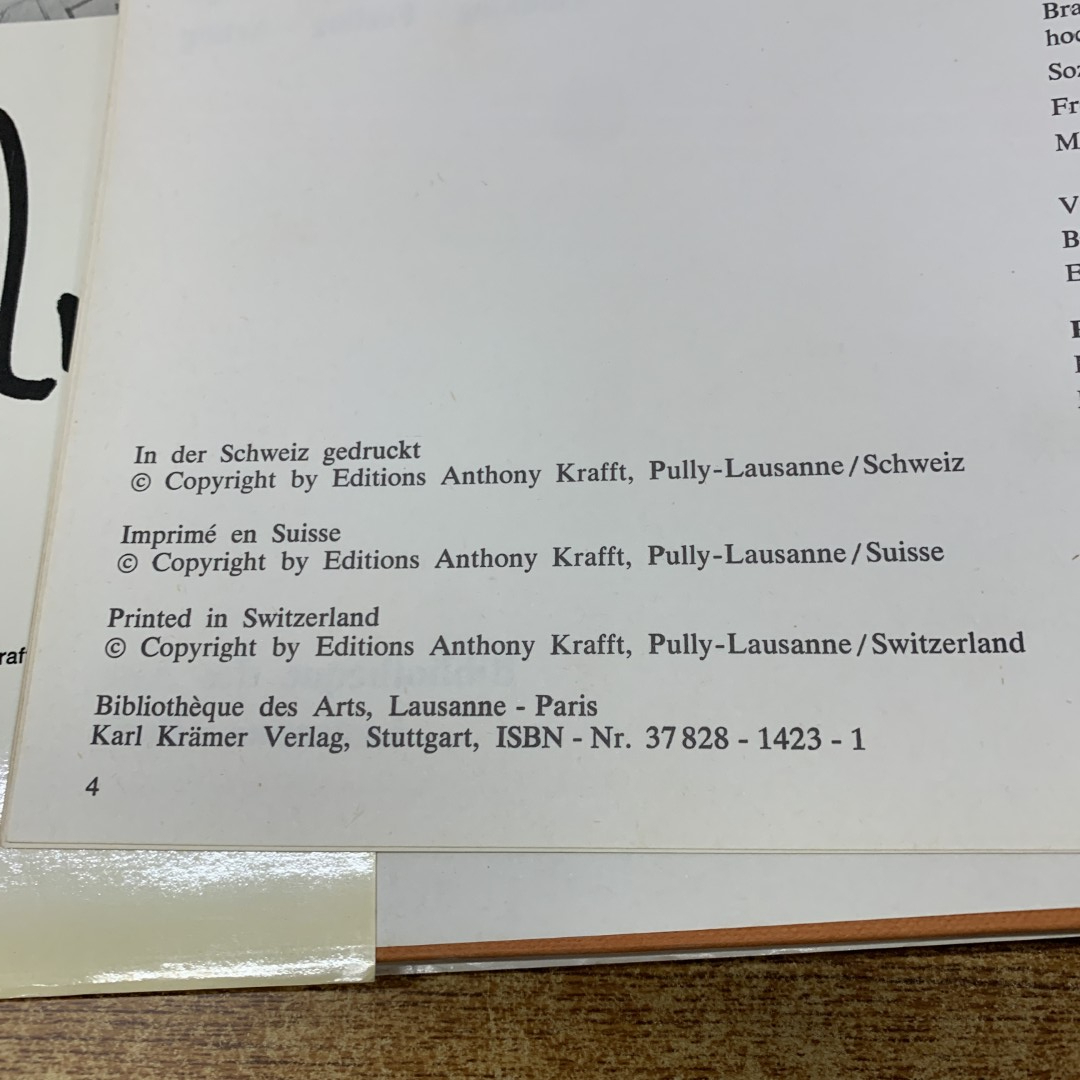 In der Schweiz gedruckt
© Copyright by Editions Anthony Krafft, Pully-Lausanne/Schweiz
Imprimé en Suisse
© Copyright by Editions Anthony Krafft, Pully-Lausanne/Suisse
Printed in Switzerland
© Copyright by Editions Anthony Krafft, Pully-Lausanne/Switzerland
Bibliothèque des Arts, Lausanne - Paris
Karl Krämer Verlag, Stuttgart, ISBN - Nr. 37 828 - 1423 - 1
4